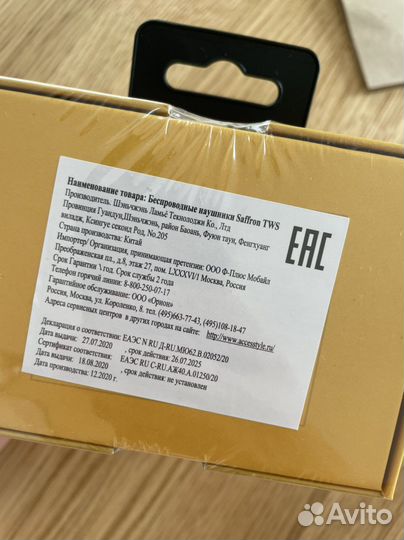 Наименование товара: Беспроводные наушники Saffron TWS
Производитель. Шэньчжэнь Ламьё Текнолоджи Ко., Лтд
Провинция Гуандун,Шэньчжэнь, район Баоань, Фуюн таун, Фенгхуанг
виладж, Ксингуе секонд Род, No.205
Страна производства: Китай
Импортер/ Организация, принимающая претензии: ООО Ф-Плюс Мобайл
Пресненская пл., д.8, этаж 27, пом. LXXXVI/1 Москва, Россия
Срок Гарантии \год. Срок службы 2 года
Телефон горячей линии: 8-800-250-07-17
Гарантийное обслуживание: ООО «Орион»
Россия, Москва, ул. Короленко, 8. тел. (495)663-77-43, (495)108-18-47
Адреса сервисных центров в других городах на сайте: http://www.accesstyle.ru/
Декларация о соответствии: ЕАЭС N RU Д-RU.МЮ62.В.02052/20
Дата выдачи: 27.07.2020 , срок действия: 26.07.2025
Сертификат соответствия: ЕАЭС RU С-RU.АЖ40.А.01250/20
Дата выдачи: 18.08.2020 , срок действия: не установлен
Дата производства: 12.2020 г.
EAC
Avito